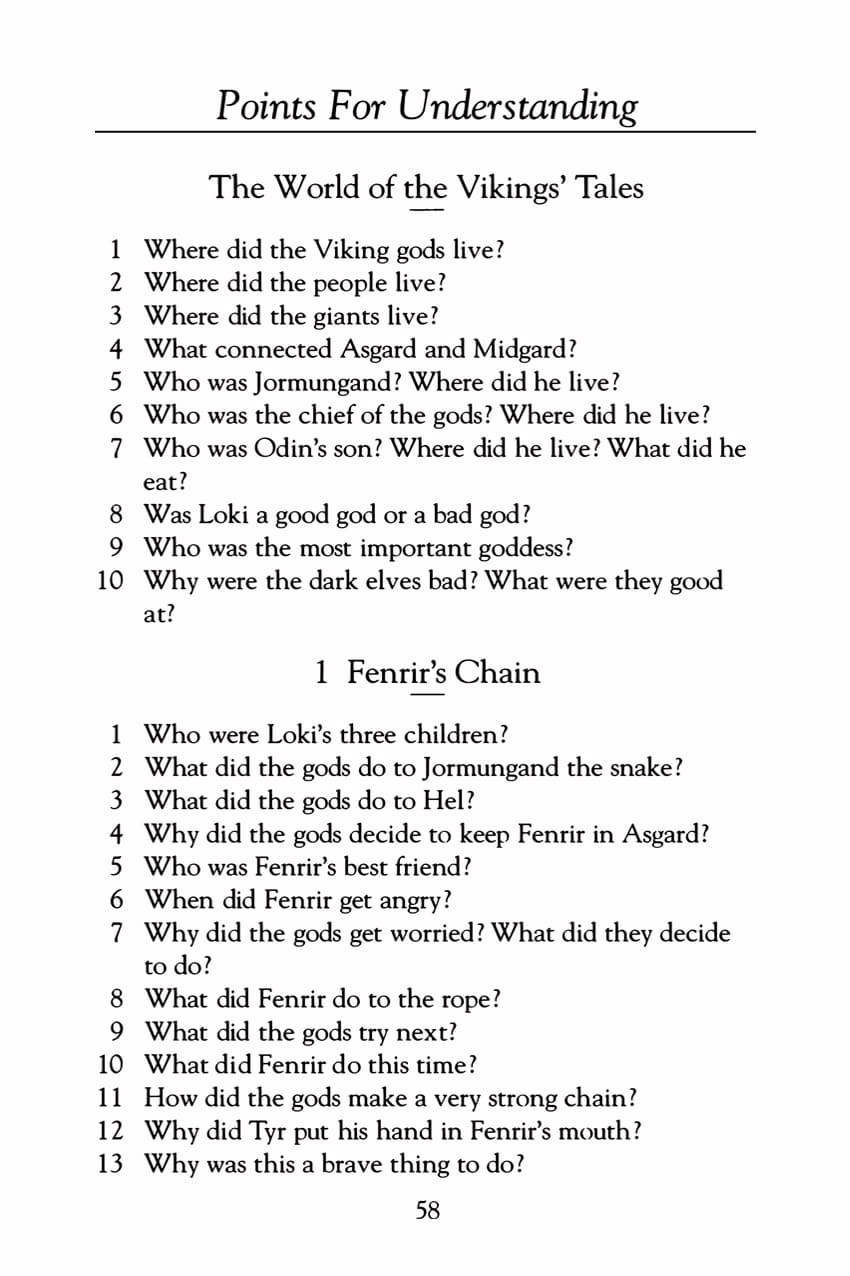 Points For Understanding
The World of the Vikings’ Tales
1 Where did the Viking gods live?
2 Where did the people live?
3 Where did the giants live?
4 What connected Asgard and Midgard?
5 Who was Jormungand? Where did he live?
6 Who was the chief of the gods? Where did he live?
7 Who was Odin’s son? Where did he live? What did he
eat?
8 Was Loki a good god or a bad god?
9 Who was the most important goddess?
10 Why were the dark elves bad? What were they good
at?
1 Fenrir’s Chain
1 Who were Loki’s three children?
2 What did the gods do to Jormungand the snake?
3 What did the gods do to Hel?
4 Why did the gods decide to keep Fenrir in Asgard?
5 Who was Fenrir’s best friend?
6 When did Fenrir get angry?
7 Why did the gods get worried? What did they decide
to do?
8 What did Fenrir do to the rope?
9 What did the gods try next?
10 What did Fenrir do this time?
11 How did the gods make a very strong chain?
12 Why did Tyr put his hand in Fenrir’s mouth?
13 Why was this a brave thing to do?
58